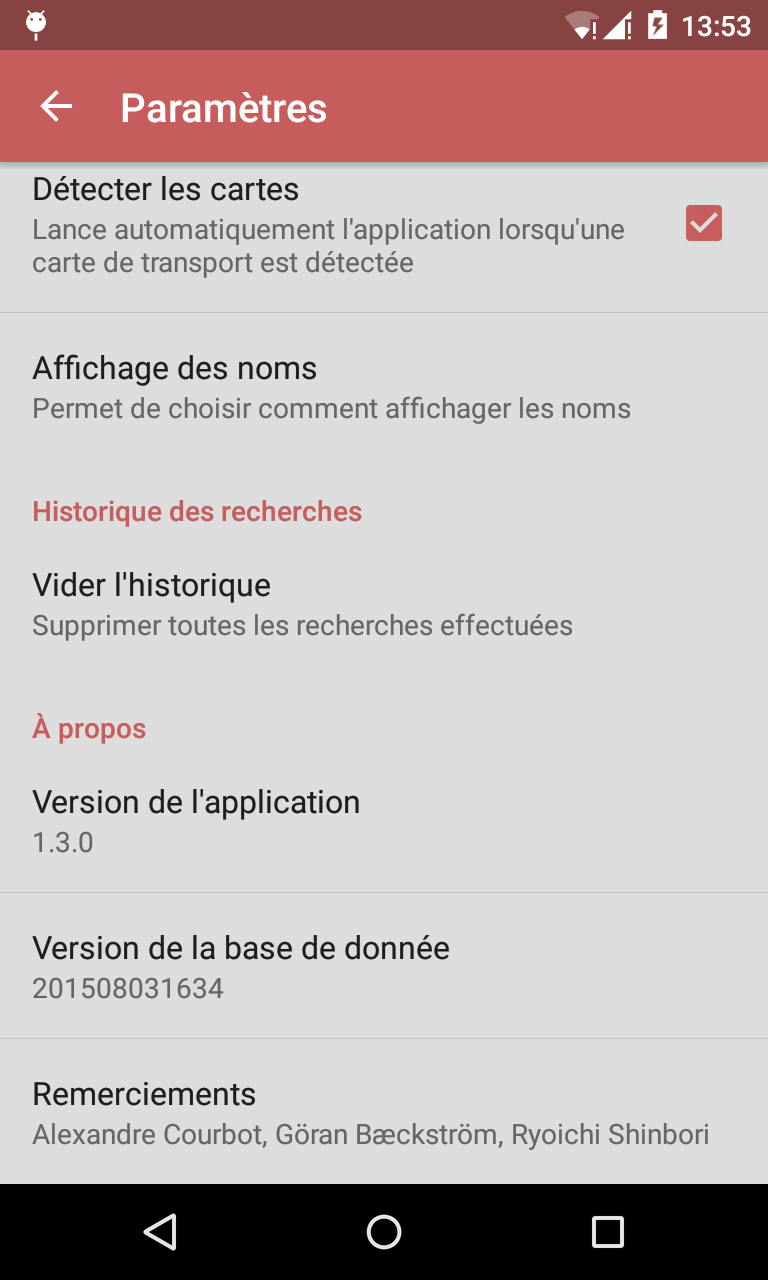 13:53
Paramètres
Détecter les cartes
Lance automatiquement l'application lorsqu'une
carte de transport est détectée
Affichage des noms
Permet de choisir comment affichager les noms
Historique des recherches
Vider l'historique
Supprimer toutes les recherches effectuées
À propos
Version de l'application
1.3.0
Version de la base de donnée
201508031634
Remerciements
Alexandre Courbot, Göran Bæckström, Ryoichi Shinbori